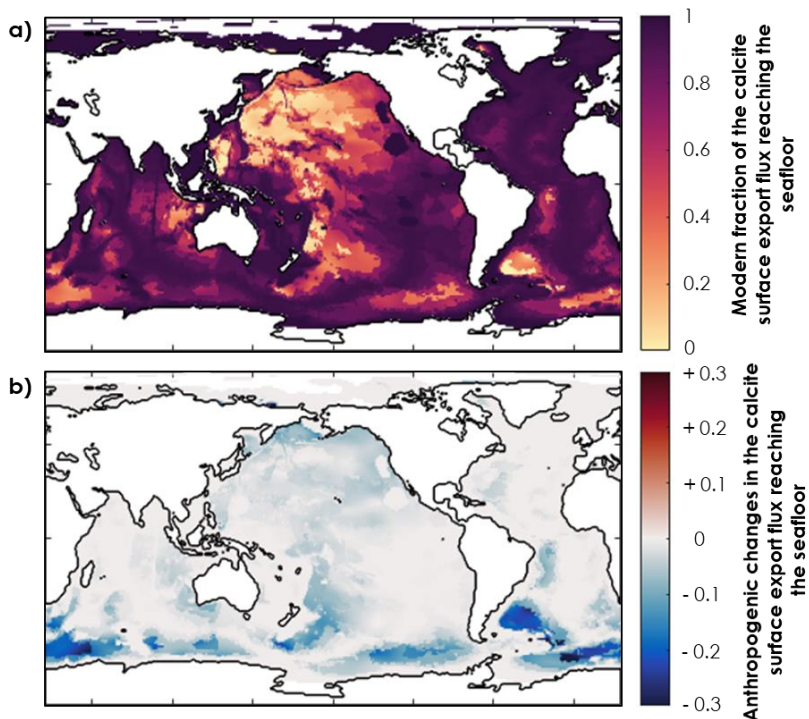 a)
1
0.8
0.6
0.4
0.2
0
Modern fraction of the calcite
surface export flux reaching the
seafloor
b)
+ 0.3
+ 0.2
+ 0.1
0
- 0.1
- 0.2
- 0.3
Anthropogenic changes in the calcite
surface export flux reaching
the seafloor